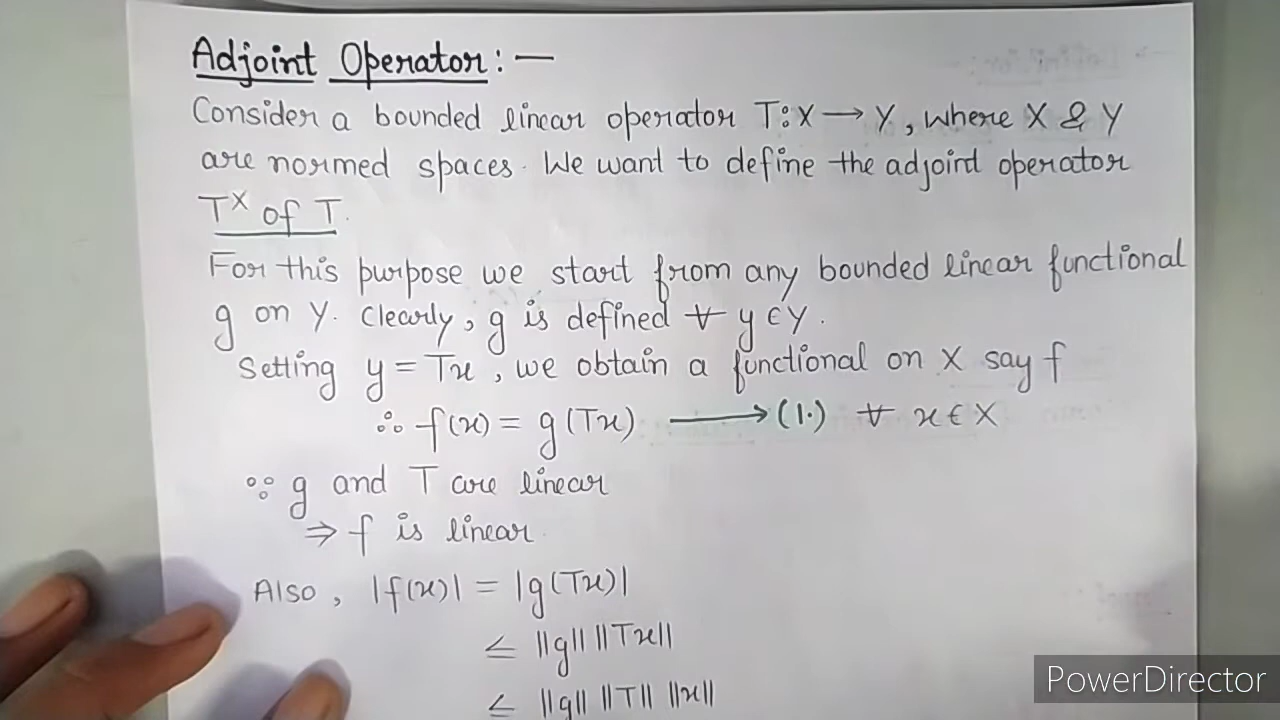 Adjoint Operator : —
Consider a bounded linear operator T: X → Y, where X & Y
are normed spaces. We want to define the adjoint operator
T^x of T.
For this purpose we start from any bounded linear functional
g on Y. Clearly, g is defined ∀ y ∈ Y.
Setting y = Tx, we obtain a functional on X say f
∴ f(x) = g(Tx) ⟶ (1.) ∀ x ∈ X
∵ g and T are linear
⇒ f is linear.
Also, |f(x)| = |g(Tx)|
≤ ||g|| ||Tx||
≤ ||g|| ||T|| ||x||
PowerDirector